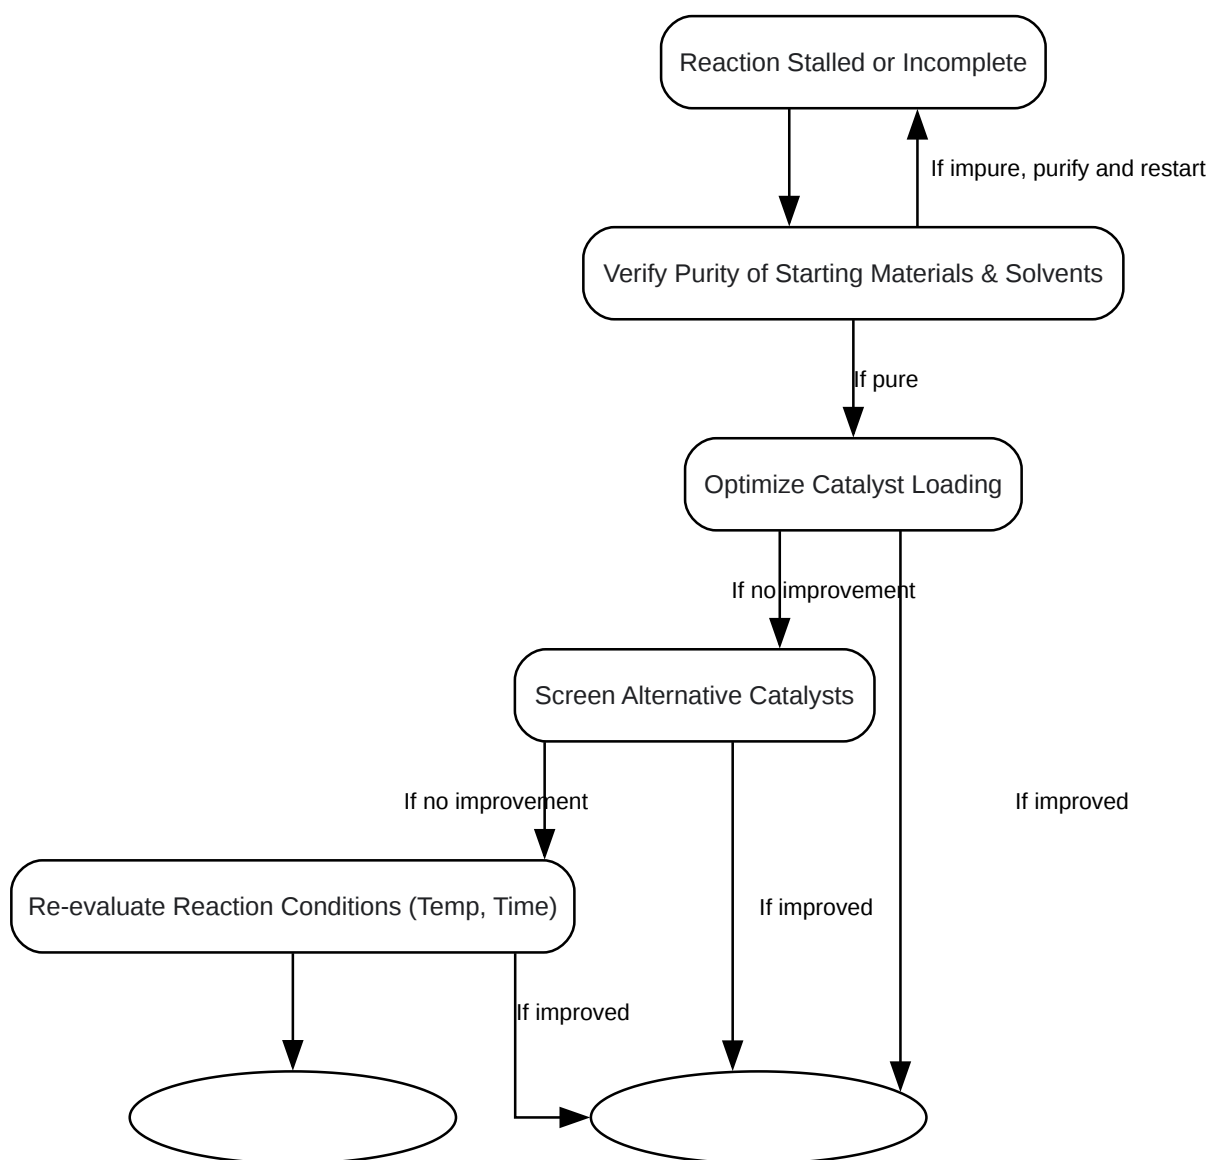 Reaction Stalled or Incomplete
If impure, purify and restart
Verify Purity of Starting Materials & Solvents
If pure
Optimize Catalyst Loading
If no improvement
Screen Alternative Catalysts
If no improvement
If improved
Re-evaluate Reaction Conditions (Temp, Time)
If improved
If improved